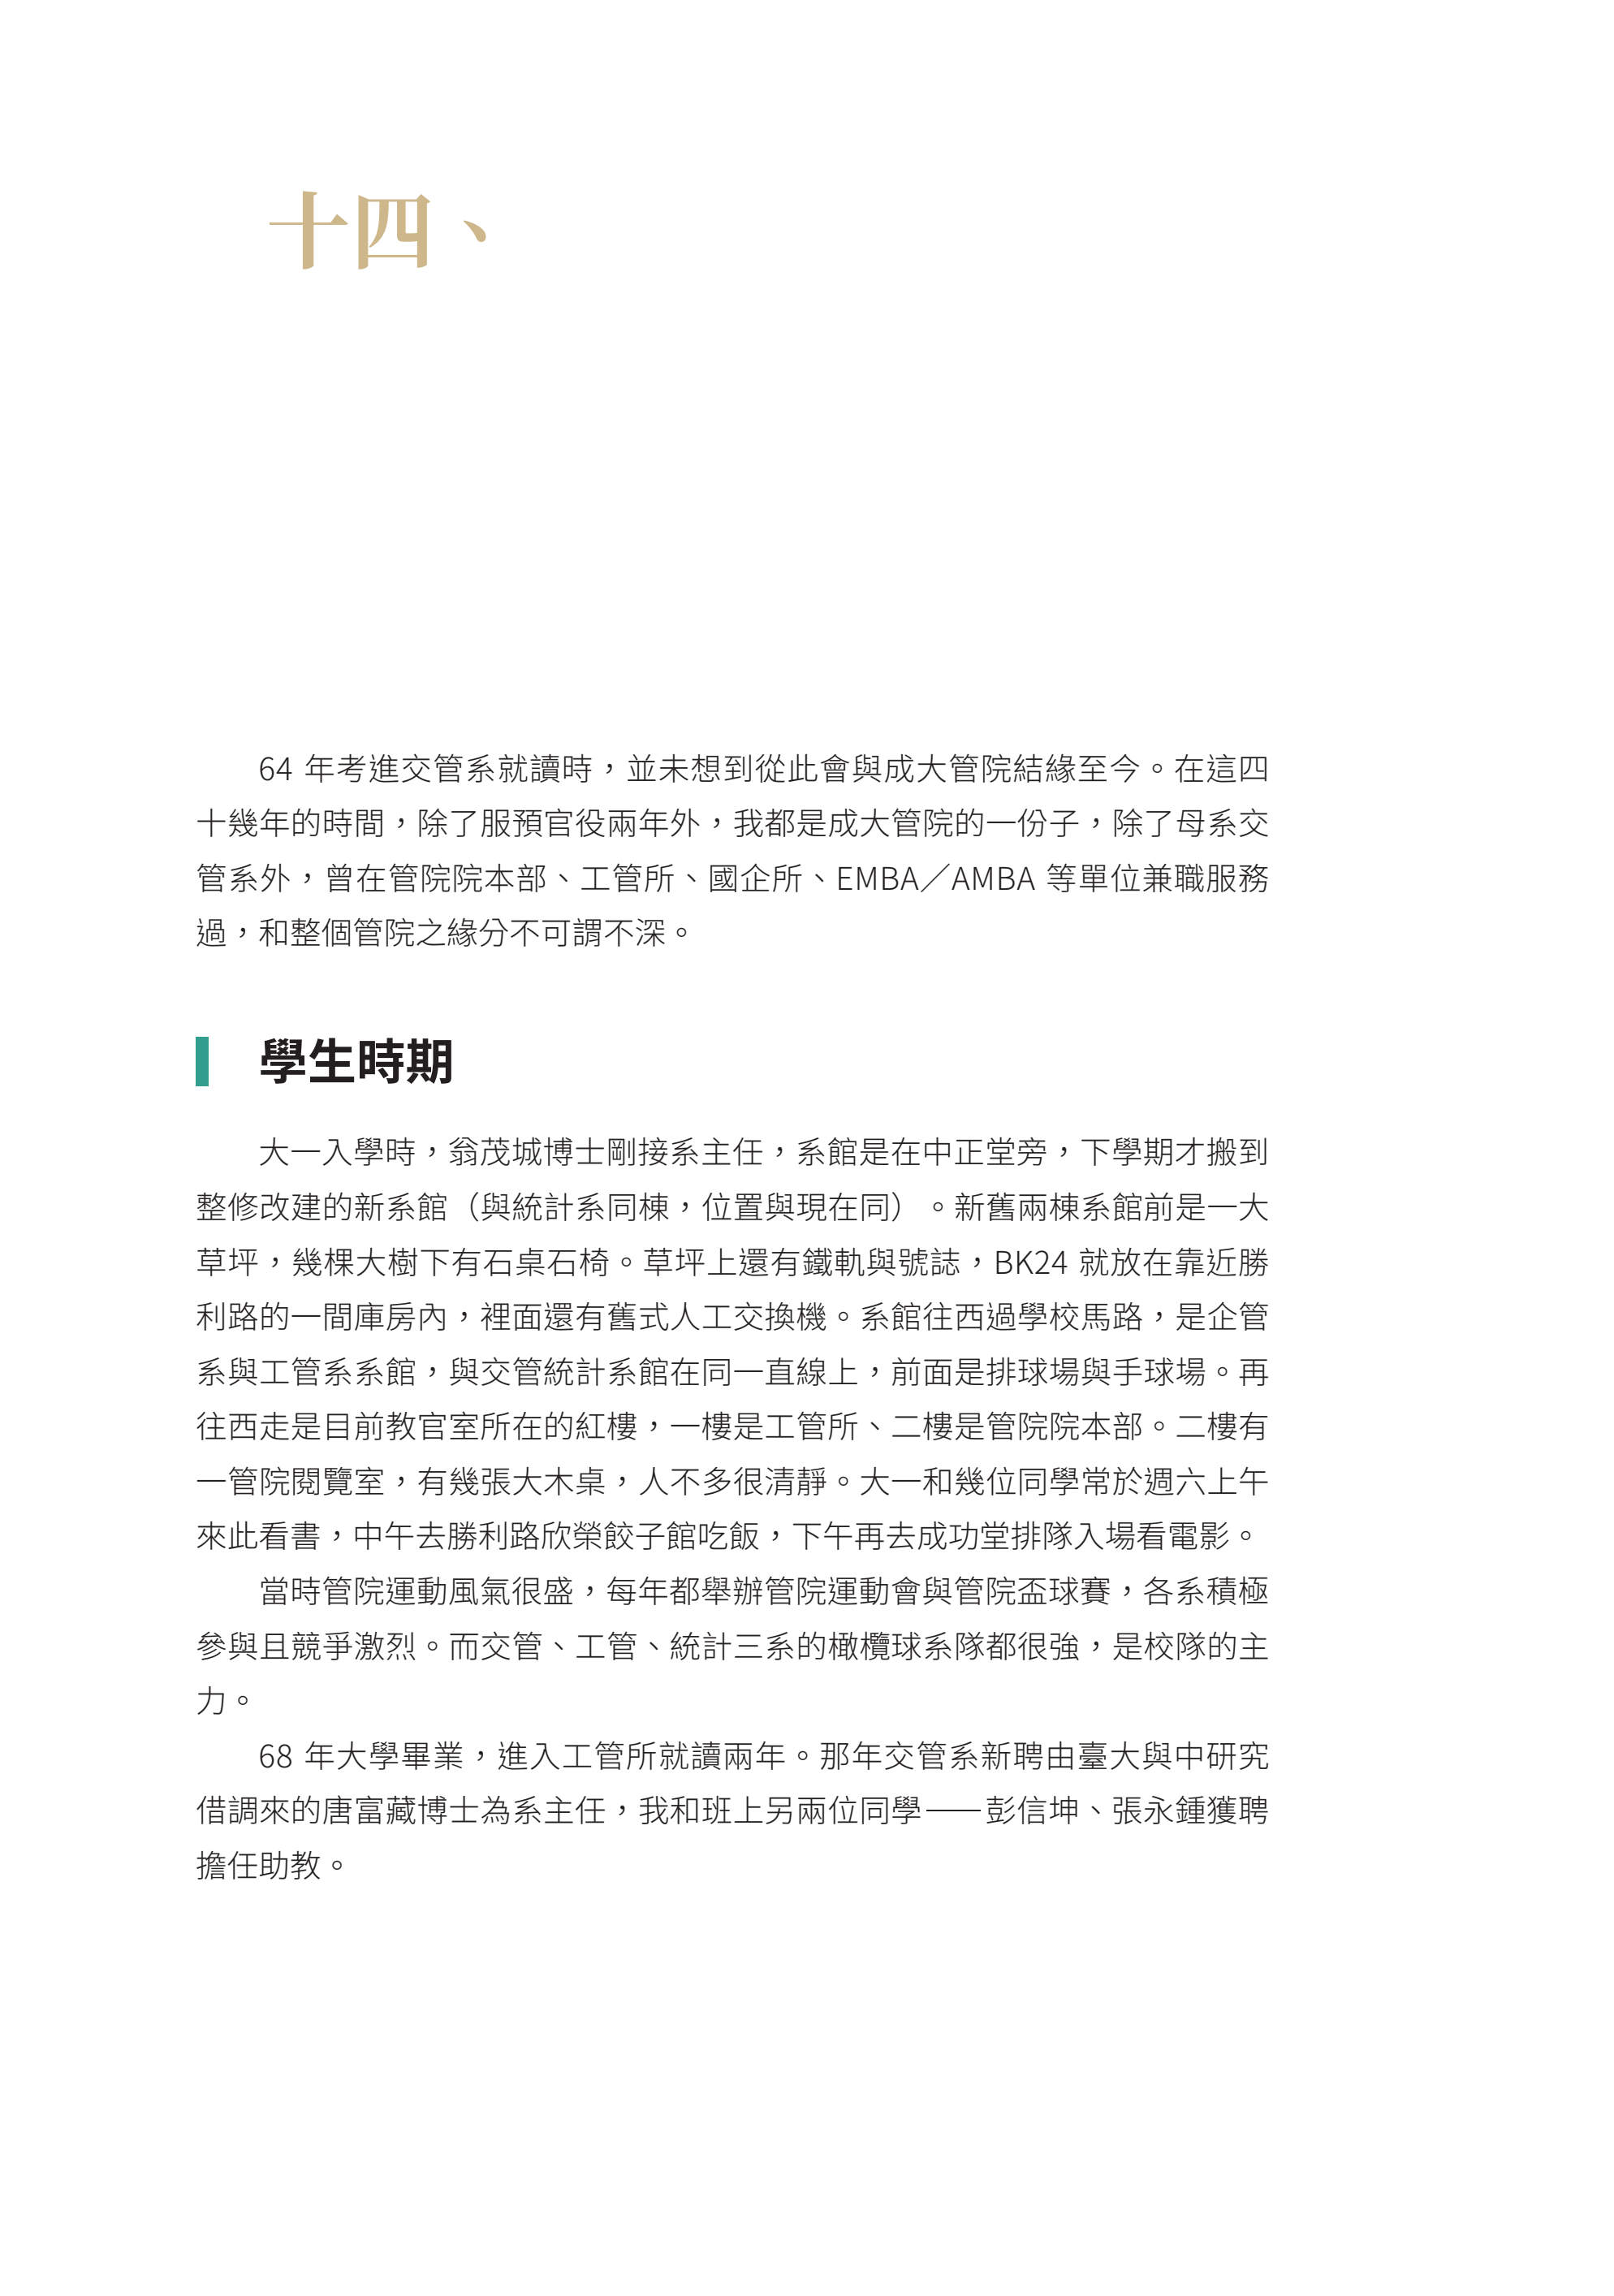 十四、
64 年考進交管系就讀時，並未想到從此會與成大管院結緣至今。在這四
十幾年的時間，除了服預官役兩年外，我都是成大管院的一份子，除了母系交
管系外，曾在管院院本部、工管所、國企所、EMBA／AMBA 等單位兼職服務
過，和整個管院之緣分不可謂不深。
學生時期
大一入學時，翁茂城博士剛接系主任，系館是在中正堂旁，下學期才搬到
整修改建的新系館（與統計系同棟，位置與現在同）。新舊兩棟系館前是一大
草坪，幾棵大樹下有石桌石椅。草坪上還有鐵軌與號誌，BK24 就放在靠近勝
利路的一間庫房內，裡面還有舊式人工交換機。系館往西過學校馬路，是企管
系與工管系系館，與交管統計系館在同一直線上，前面是排球場與手球場。再
往西走是目前教官室所在的紅樓，一樓是工管所、二樓是管院院本部。二樓有
一管院閱覽室，有幾張大木桌，人不多很清靜。大一和幾位同學常於週六上午
來此看書，中午去勝利路欣榮餃子館吃飯，下午再去成功堂排隊入場看電影。
當時管院運動風氣很盛，每年都舉辦管院運動會與管院盃球賽，各系積極
參與且競爭激烈。而交管、工管、統計三系的橄欖球系隊都很強，是校隊的主
力。
68 年大學畢業，進入工管所就讀兩年。那年交管系新聘由臺大與中研究
借調來的唐富藏博士為系主任，我和班上另兩位同學——彭信坤、張永鍾獲聘
擔任助教。